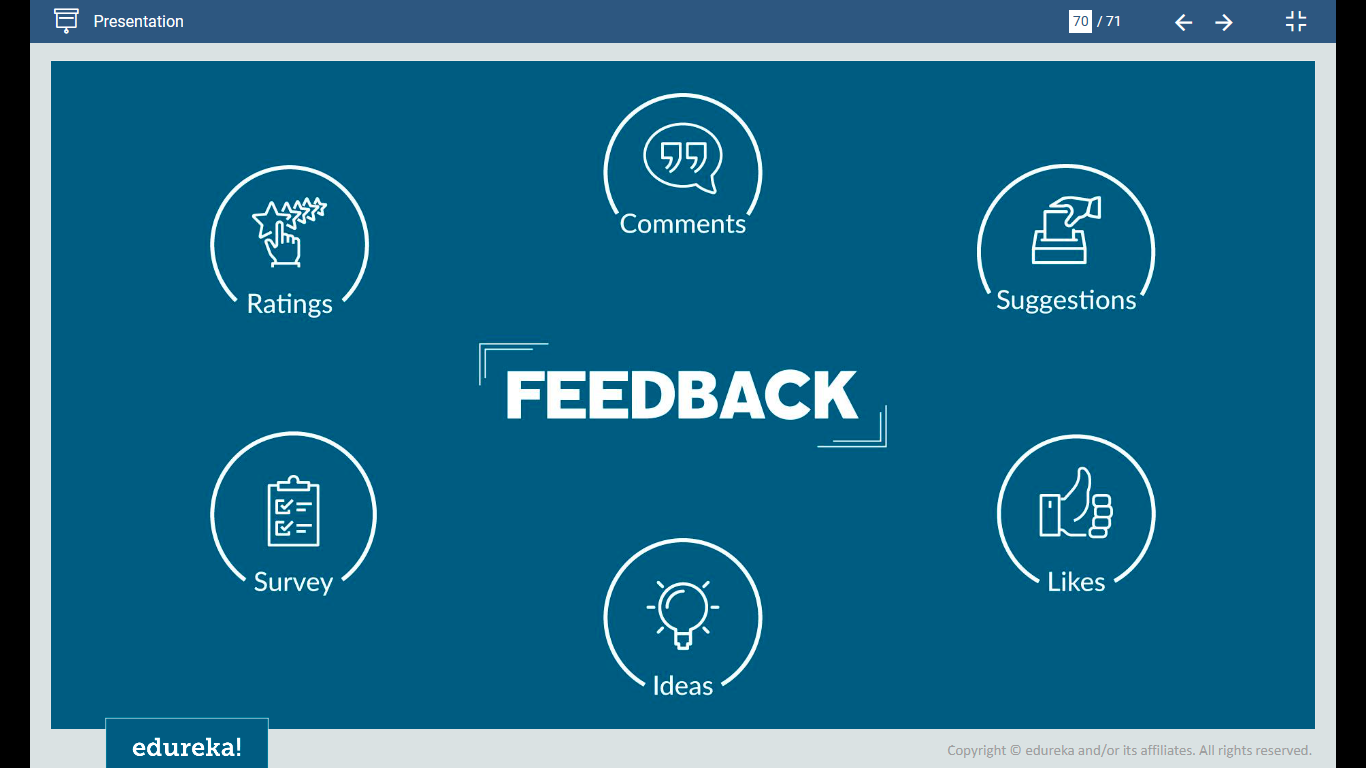 Presentation
70 / 71
Comments
Ratings
Suggestions
FEEDBACK
Survey
Likes
Ideas
edureka!
Copyright © edureka and/or its affiliates. All rights reserved.